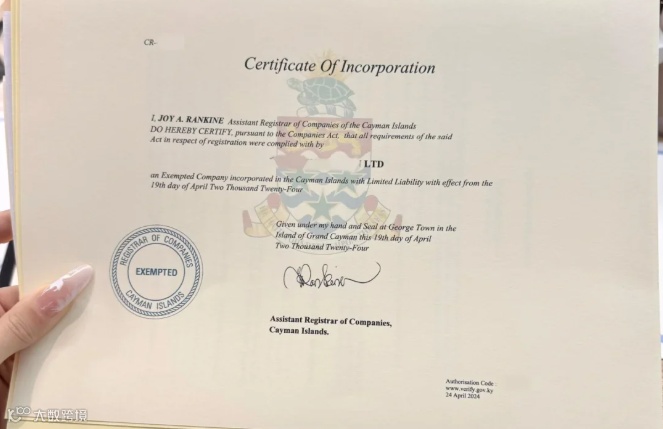 CR-
Certificate Of Incorporation
I, JOY A. RANKINE Assistant Registrar of Companies of the Cayman Islands
DO HEREBY CERTIFY, pursuant to the Companies Act, that all requirements of the said
Act in respect of registration were complied with by
LTD
an Exempted Company incorporated in the Cayman Islands with Limited Liability with effect from the
19th day of April Two Thousand Twenty-Four
Given under my hand and Seal at George Town in the
Island of Grand Cayman this 19th day of April
Two Thousand Twenty-Four
REGISTRAR OF COMPANIES
EXEMPTED
CAYMAN ISLANDS
Assistant Registrar of Companies,
Cayman Islands.
Authorisation Code
www.verify.gov.ky
24 April 2024
大数跨境